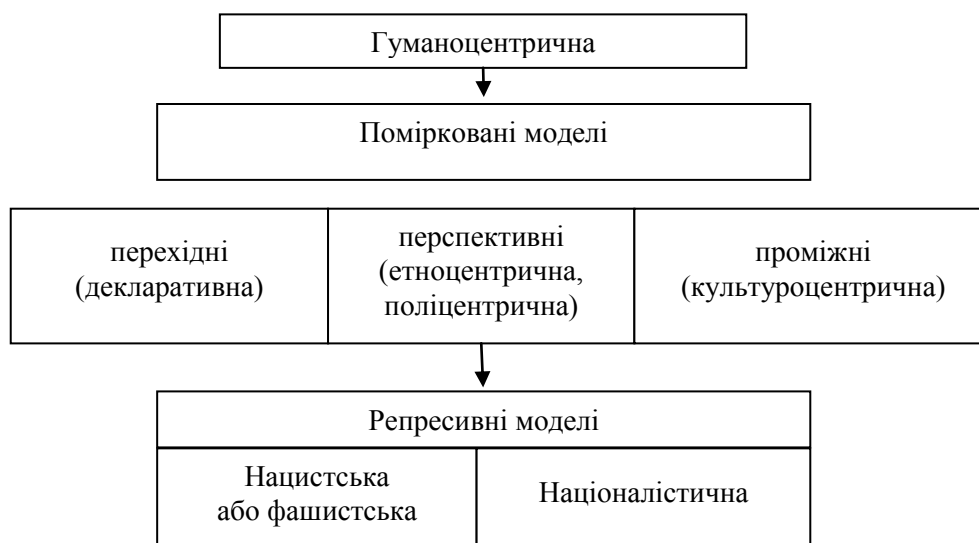 Гуманоцентрична
Помірковані моделі
перехідні
(декларативна)
перспективні
(етноцентрична,
поліцентрична)
проміжні
(культуроцентрична)
Репресивні моделі
Нацистська
або фашистська
Націоналістична